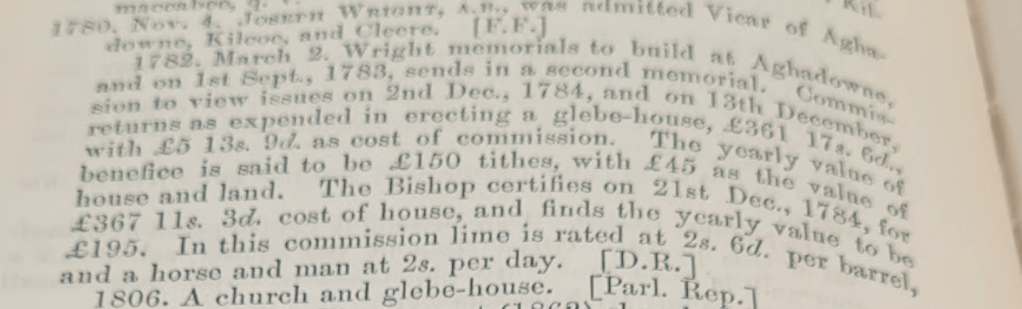 Kil-
1780. Nov. 4. JOSEPH WRIGHT, A.B., was admitted Vicar of Agha-
downe, Kilcoe, and Cleere. [F.F.]
1782. March 2. Wright memorials to build at Aghadowne,
and on 1st Sept., 1783, sends in a second memorial. Commis-
sion to view issues on 2nd Dec., 1784, and on 13th December,
returns as expended in erecting a glebe-house, £361 17s. 6d.,
with £5 13s. 9d. as cost of commission. The yearly value of
benefice is said to be £150 tithes, with £45 as the value of
house and land. The Bishop certifies on 21st Dec., 1784, for
£367 11s. 3d. cost of house, and finds the yearly value to be
£195. In this commission lime is rated at 2s. 6d. per barrel,
and a horse and man at 2s. per day. [D.R.]
1806. A church and glebe-house. [Parl. Rep.]